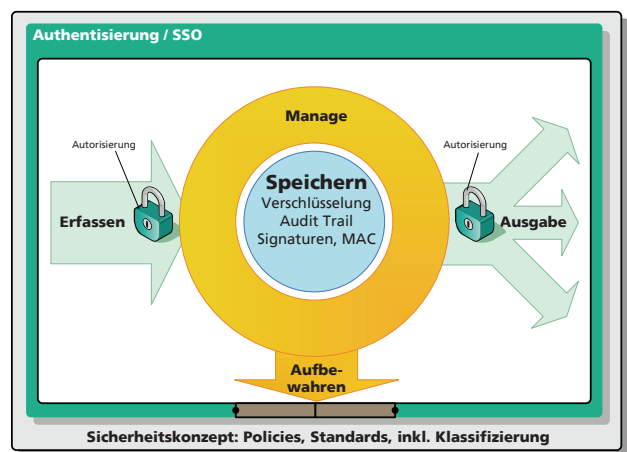 Authentisierung / SSO
Manage
Autorisierung
Autorisierung
Speichern
Verschlüsselung
Audit Trail
Signaturen, MAC
Erfassen
Ausgabe
Aufbe-
wahren
Sicherheitskonzept: Policies, Standards, inkl. Klassifizierung